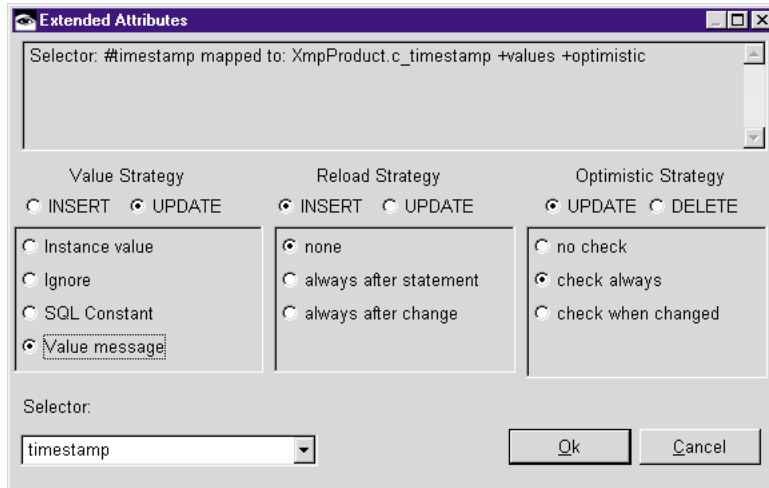 Extended Attributes
Selector: #timestamp mapped to: XmpProduct.c_timestamp +values +optimistic
Value Strategy
INSERT UPDATE
Instance value
Ignore
SQL Constant
Value message
Reload Strategy
INSERT UPDATE
none
always after statement
always after change
Optimistic Strategy
UPDATE DELETE
no check
check always
check when changed
Selector:
timestamp
Ok
Cancel